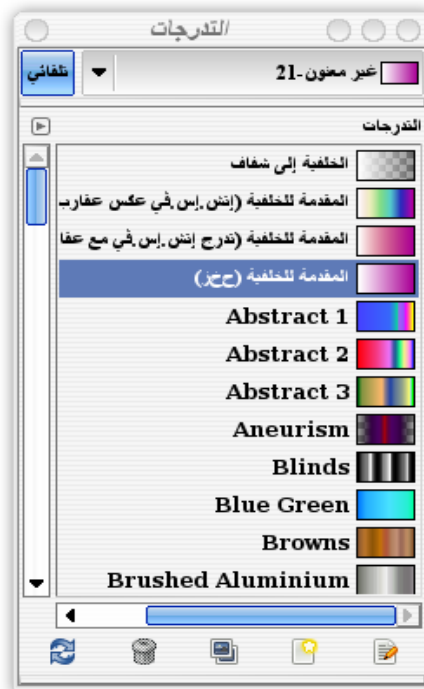 التدرجات
غير معنون-21
تلقائي
التدرجات
الخلفية إلى شفاف
المقدمة للخلفية (إتش.إس.في عكس عقارب
المقدمة للخلفية (تدرج إتش.إس.في مع عقا
المقدمة للخلفية (ححز)
Abstract 1
Abstract 2
Abstract 3
Aneurism
Blinds
Blue Green
Browns
Brushed Aluminium